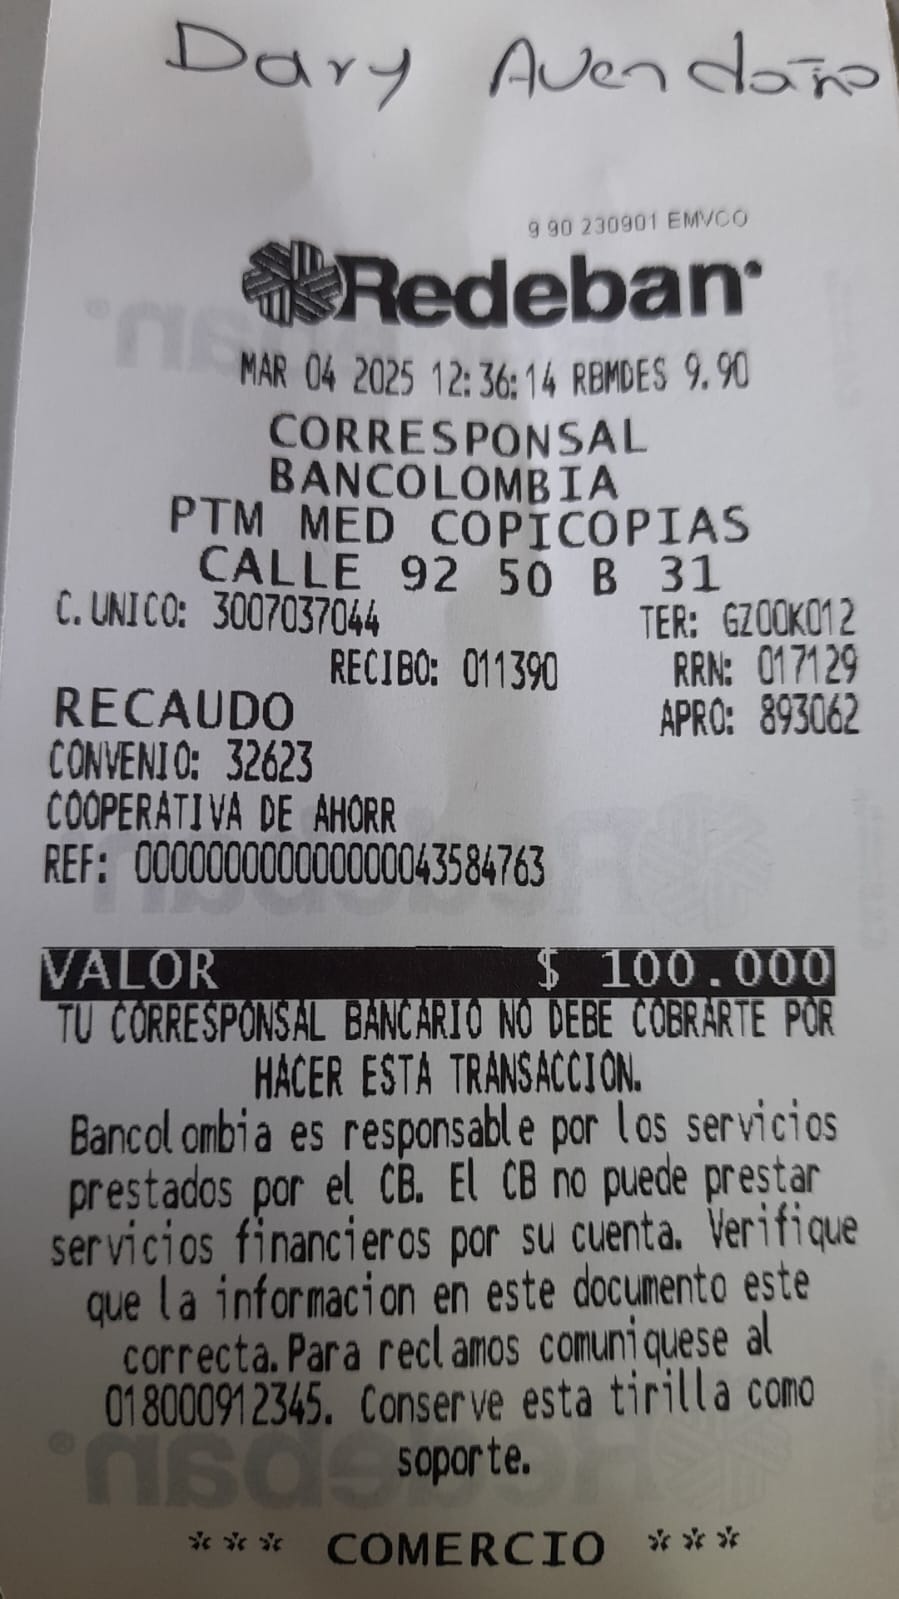 Dary Avendaño
9 90 230901 EMVCO
Redeban
MAR 04 2025 12:36:14 RBMDES 9.90
CORRESPONSAL
BANCOLOMBIA
PTM MED COPICOPIAS
CALLE 92 50 B 31
C. UNICO: 3007037044 TER: GZ00K012
RECIBO: 011390 RRN: 017129
RECAUDO APRO: 893062
CONVENIO: 32623
COOPERATIVA DE AHORR
REF: 000000000000000043584763
VALOR $ 100.000
TU CORRESPONSAL BANCARIO NO DEBE COBRARTE POR
HACER ESTA TRANSACCION.
Bancolombia es responsable por los servicios
prestados por el CB. El CB no puede prestar
servicios financieros por su cuenta. Verifique
que la informacion en este documento este
correcta. Para reclamos comuniquese al
018000912345. Conserve esta tirilla como
soporte.
*** COMERCIO ***